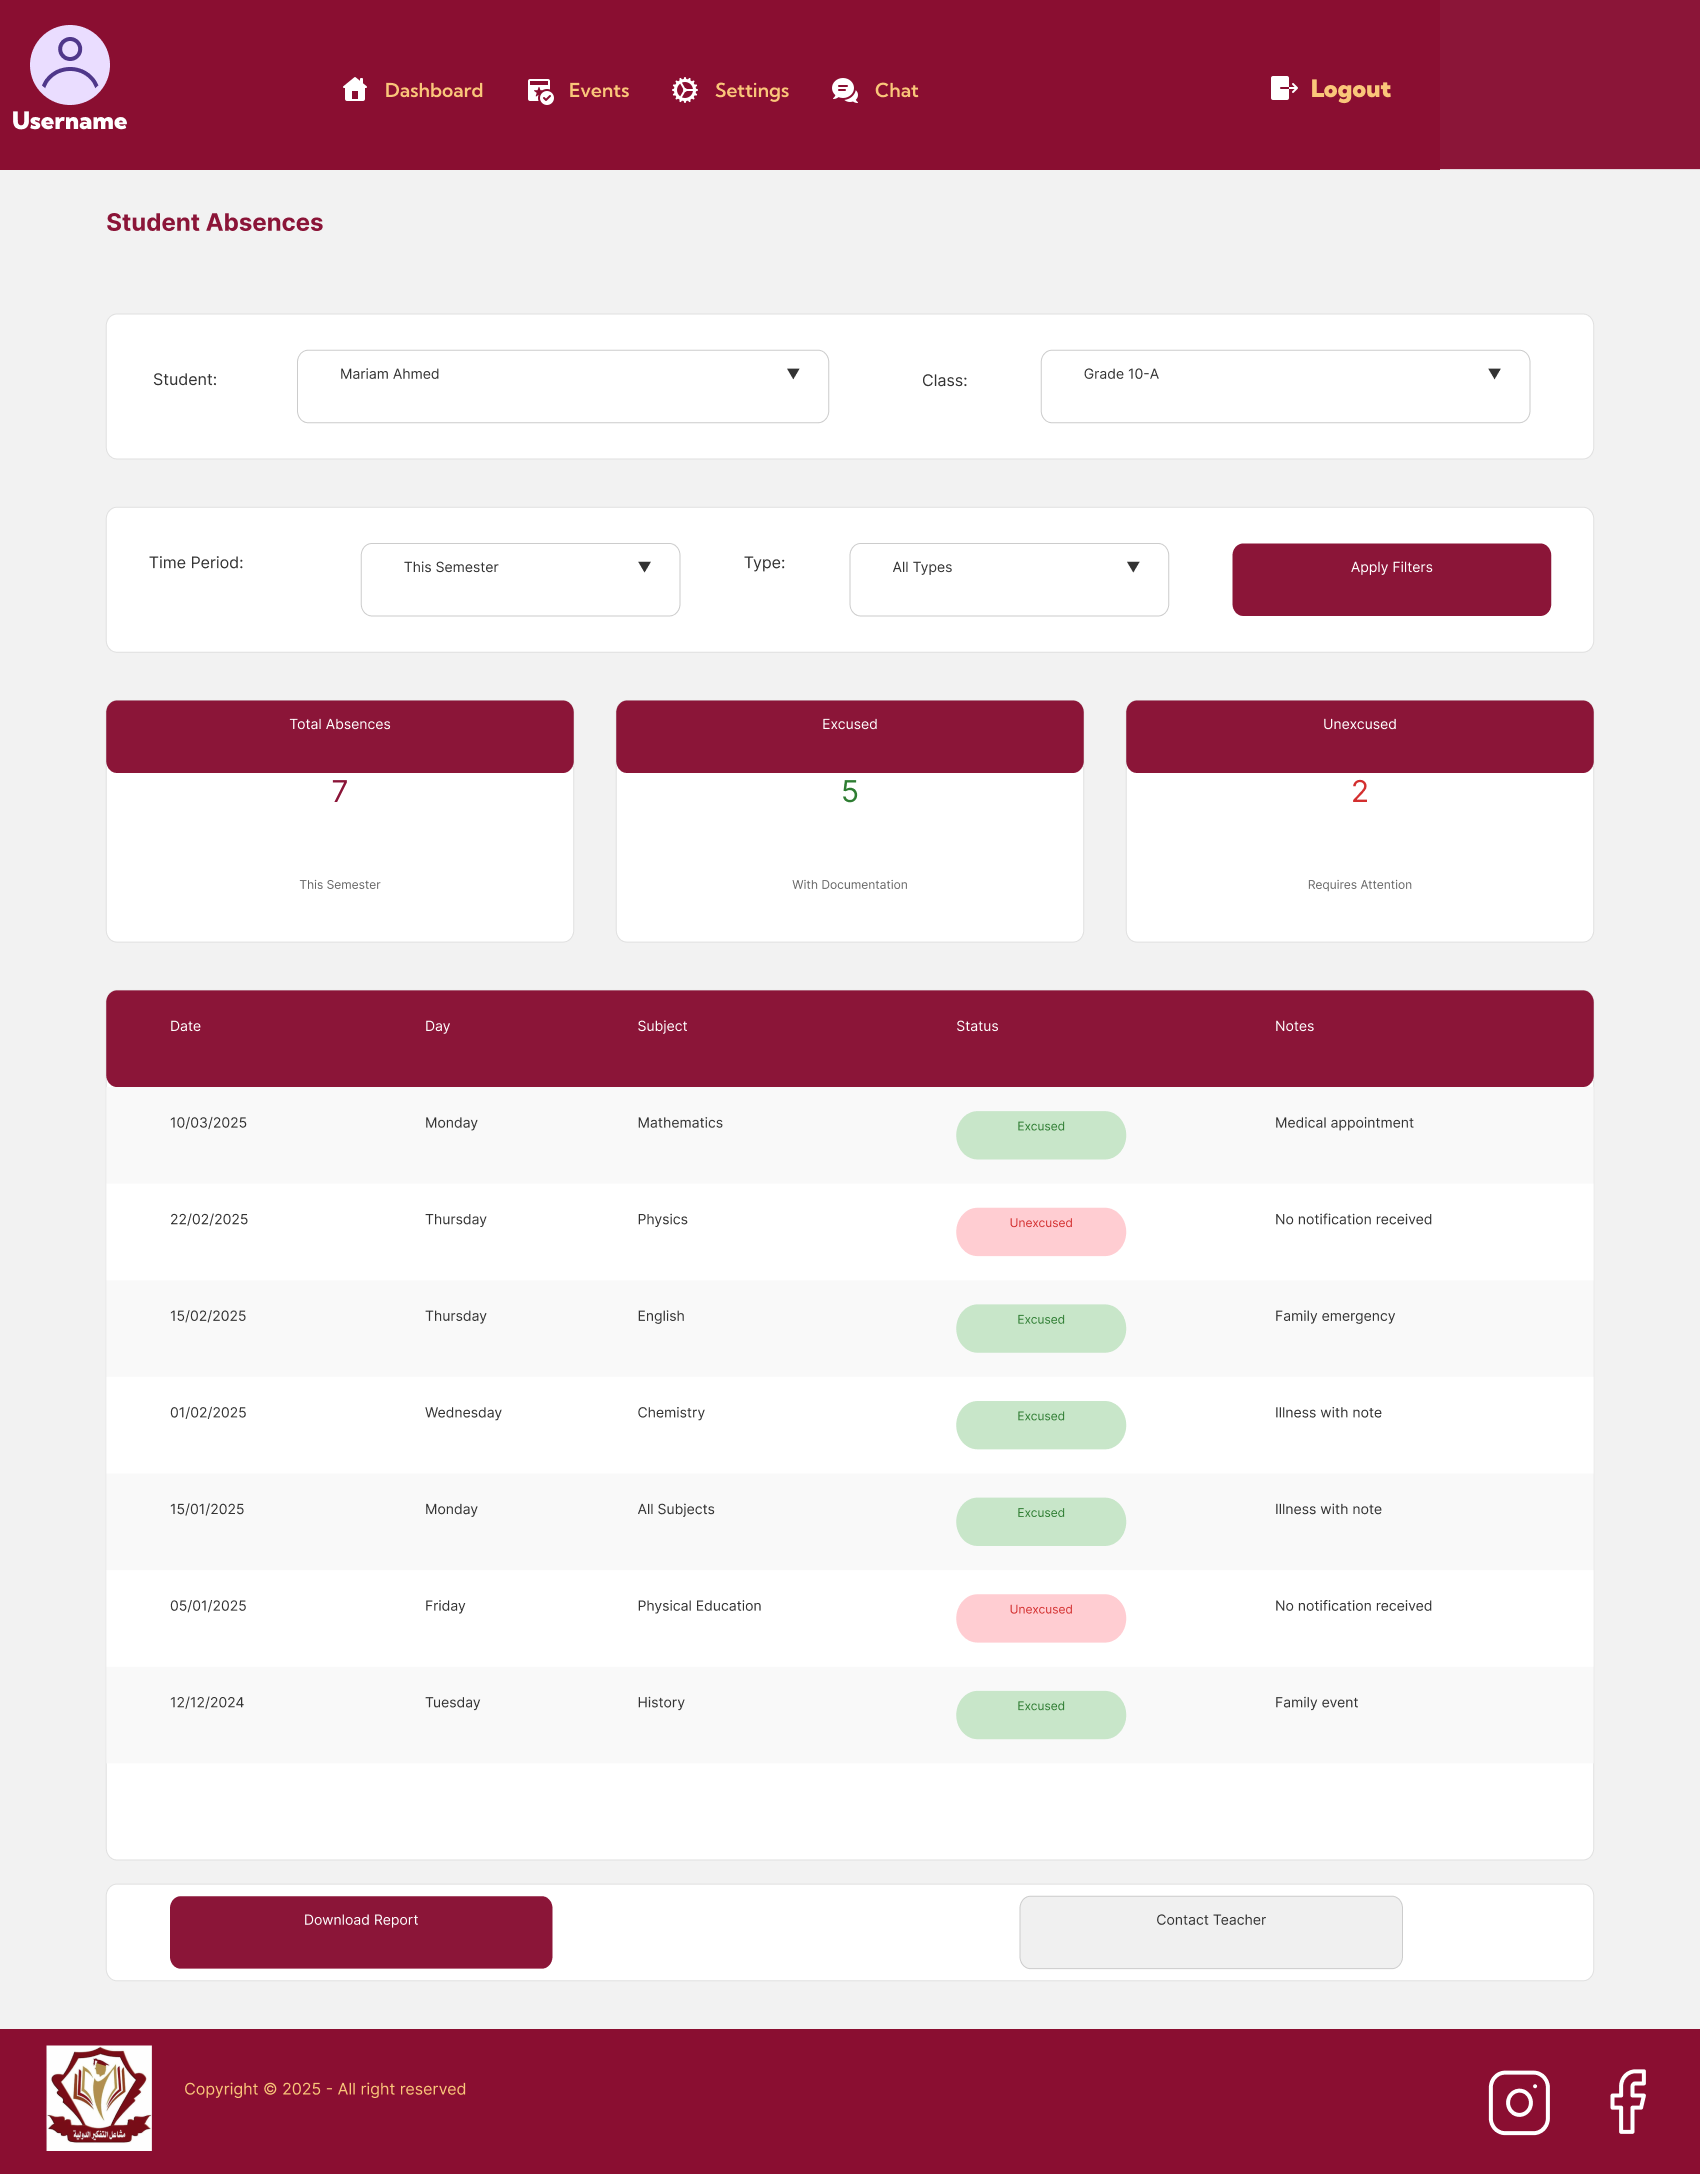 Username
Dashboard
Events
Settings
Chat
Logout
Student Absences
Student:
Mariam Ahmed
Class:
Grade 10-A
Time Period:
This Semester
Type:
All Types
Apply Filters
Total Absences
7
This Semester
Excused
5
With Documentation
Unexcused
2
Requires Attention
Date Day Subject Status Notes
10/03/2025 Monday Mathematics Excused Medical appointment
22/02/2025 Thursday Physics Unexcused No notification received
15/02/2025 Thursday English Excused Family emergency
01/02/2025 Wednesday Chemistry Excused Illness with note
15/01/2025 Monday All Subjects Excused Illness with note
05/01/2025 Friday Physical Education Unexcused No notification received
12/12/2024 Tuesday History Excused Family event
Download Report
Contact Teacher
مشاعل التفكير الدولية
Copyright © 2025 - All right reserved